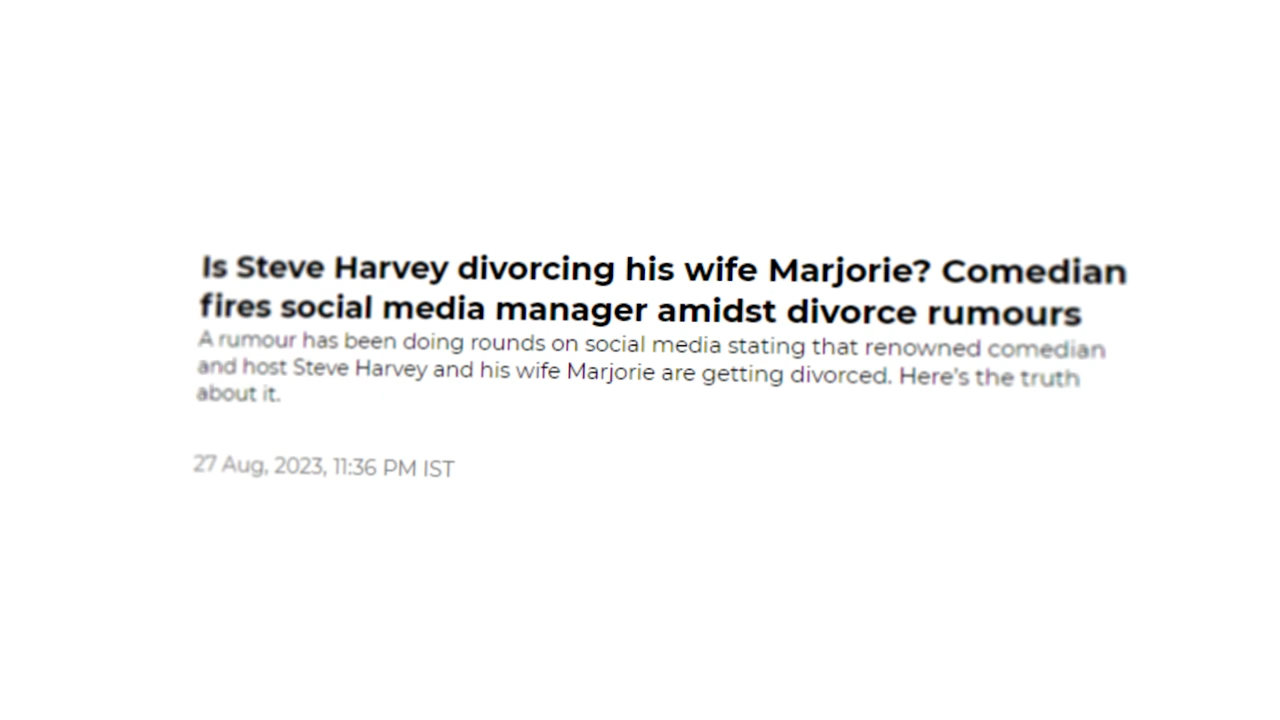 Is Steve Harvey divorcing his wife Marjorie? Comedian
fires social media manager amidst divorce rumours
A rumour has been doing rounds on social media stating that renowned comedian
and host Steve Harvey and his wife Marjorie are getting divorced. Here's the truth
about it.
27 Aug, 2023, 11:36 PM IST